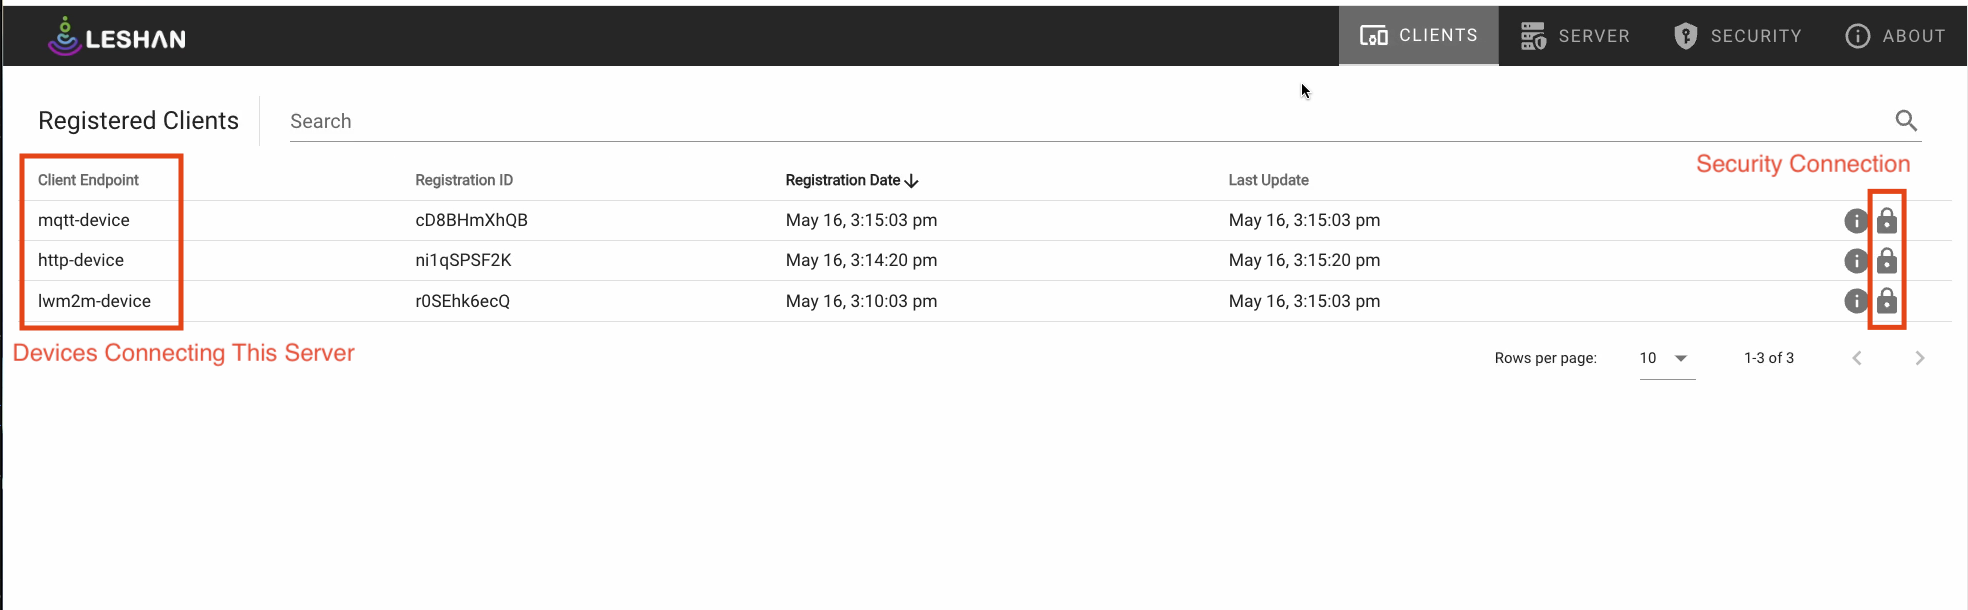 LESHAN CLIENTS SERVER SECURITY ABOUT
Registered Clients Search
Security Connection
Client Endpoint Registration ID Registration Date Last Update
mqtt-device cD8BHmXhQB May 16, 3:15:03 pm May 16, 3:15:03 pm
http-device ni1qSPSF2K May 16, 3:14:20 pm May 16, 3:15:20 pm
lwm2m-device r0SEhk6ecQ May 16, 3:10:03 pm May 16, 3:15:03 pm
Devices Connecting This Server
Rows per page: 10 1-3 of 3